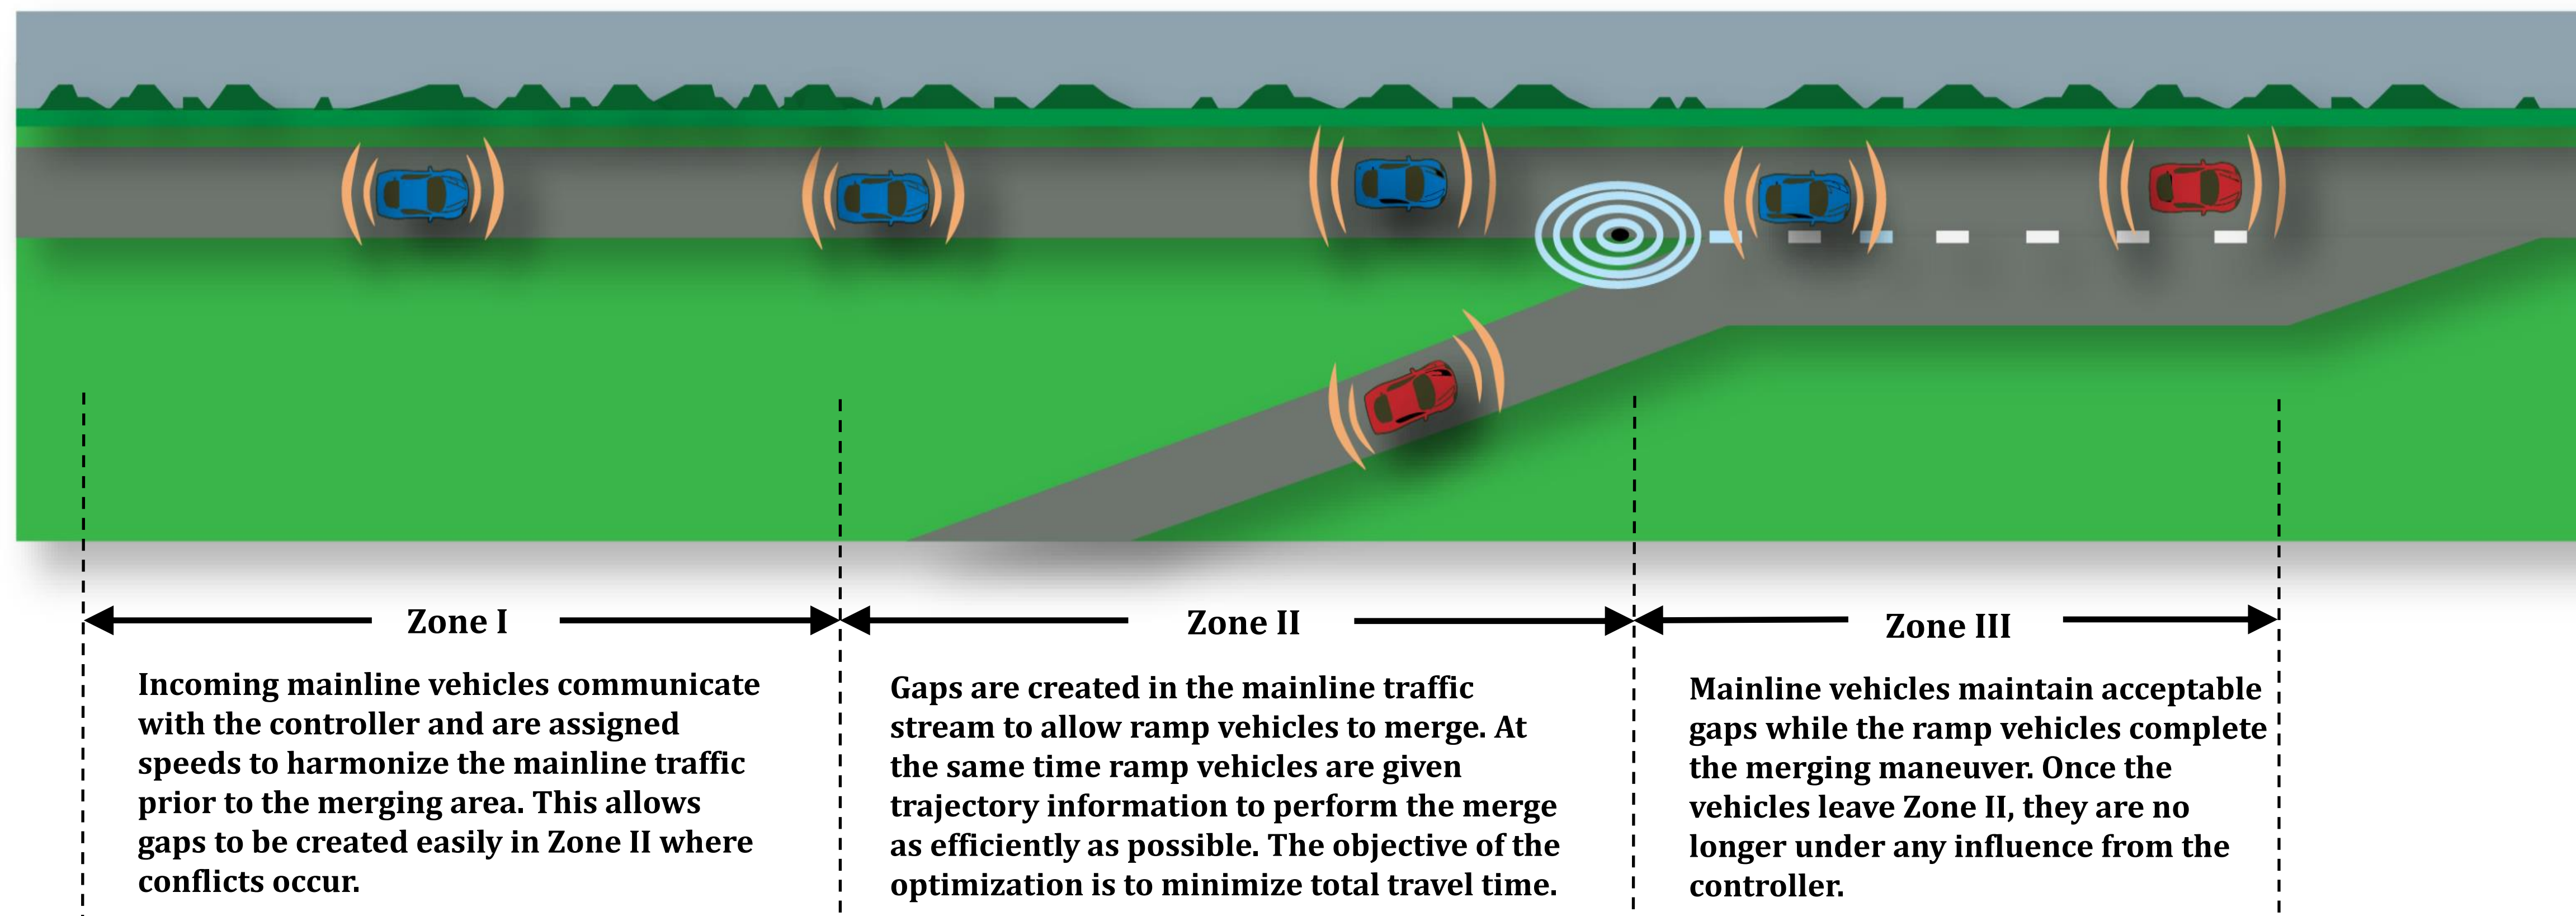 Zone I
Incoming mainline vehicles communicate
with the controller and are assigned
speeds to harmonize the mainline traffic
prior to the merging area. This allows
gaps to be created easily in Zone II where
conflicts occur.
Zone II
Gaps are created in the mainline traffic
stream to allow ramp vehicles to merge. At
the same time ramp vehicles are given
trajectory information to perform the merge
as efficiently as possible. The objective of the
optimization is to minimize total travel time.
Zone III
Mainline vehicles maintain acceptable
gaps while the ramp vehicles complete
the merging maneuver. Once the
vehicles leave Zone II, they are no
longer under any influence from the
controller.